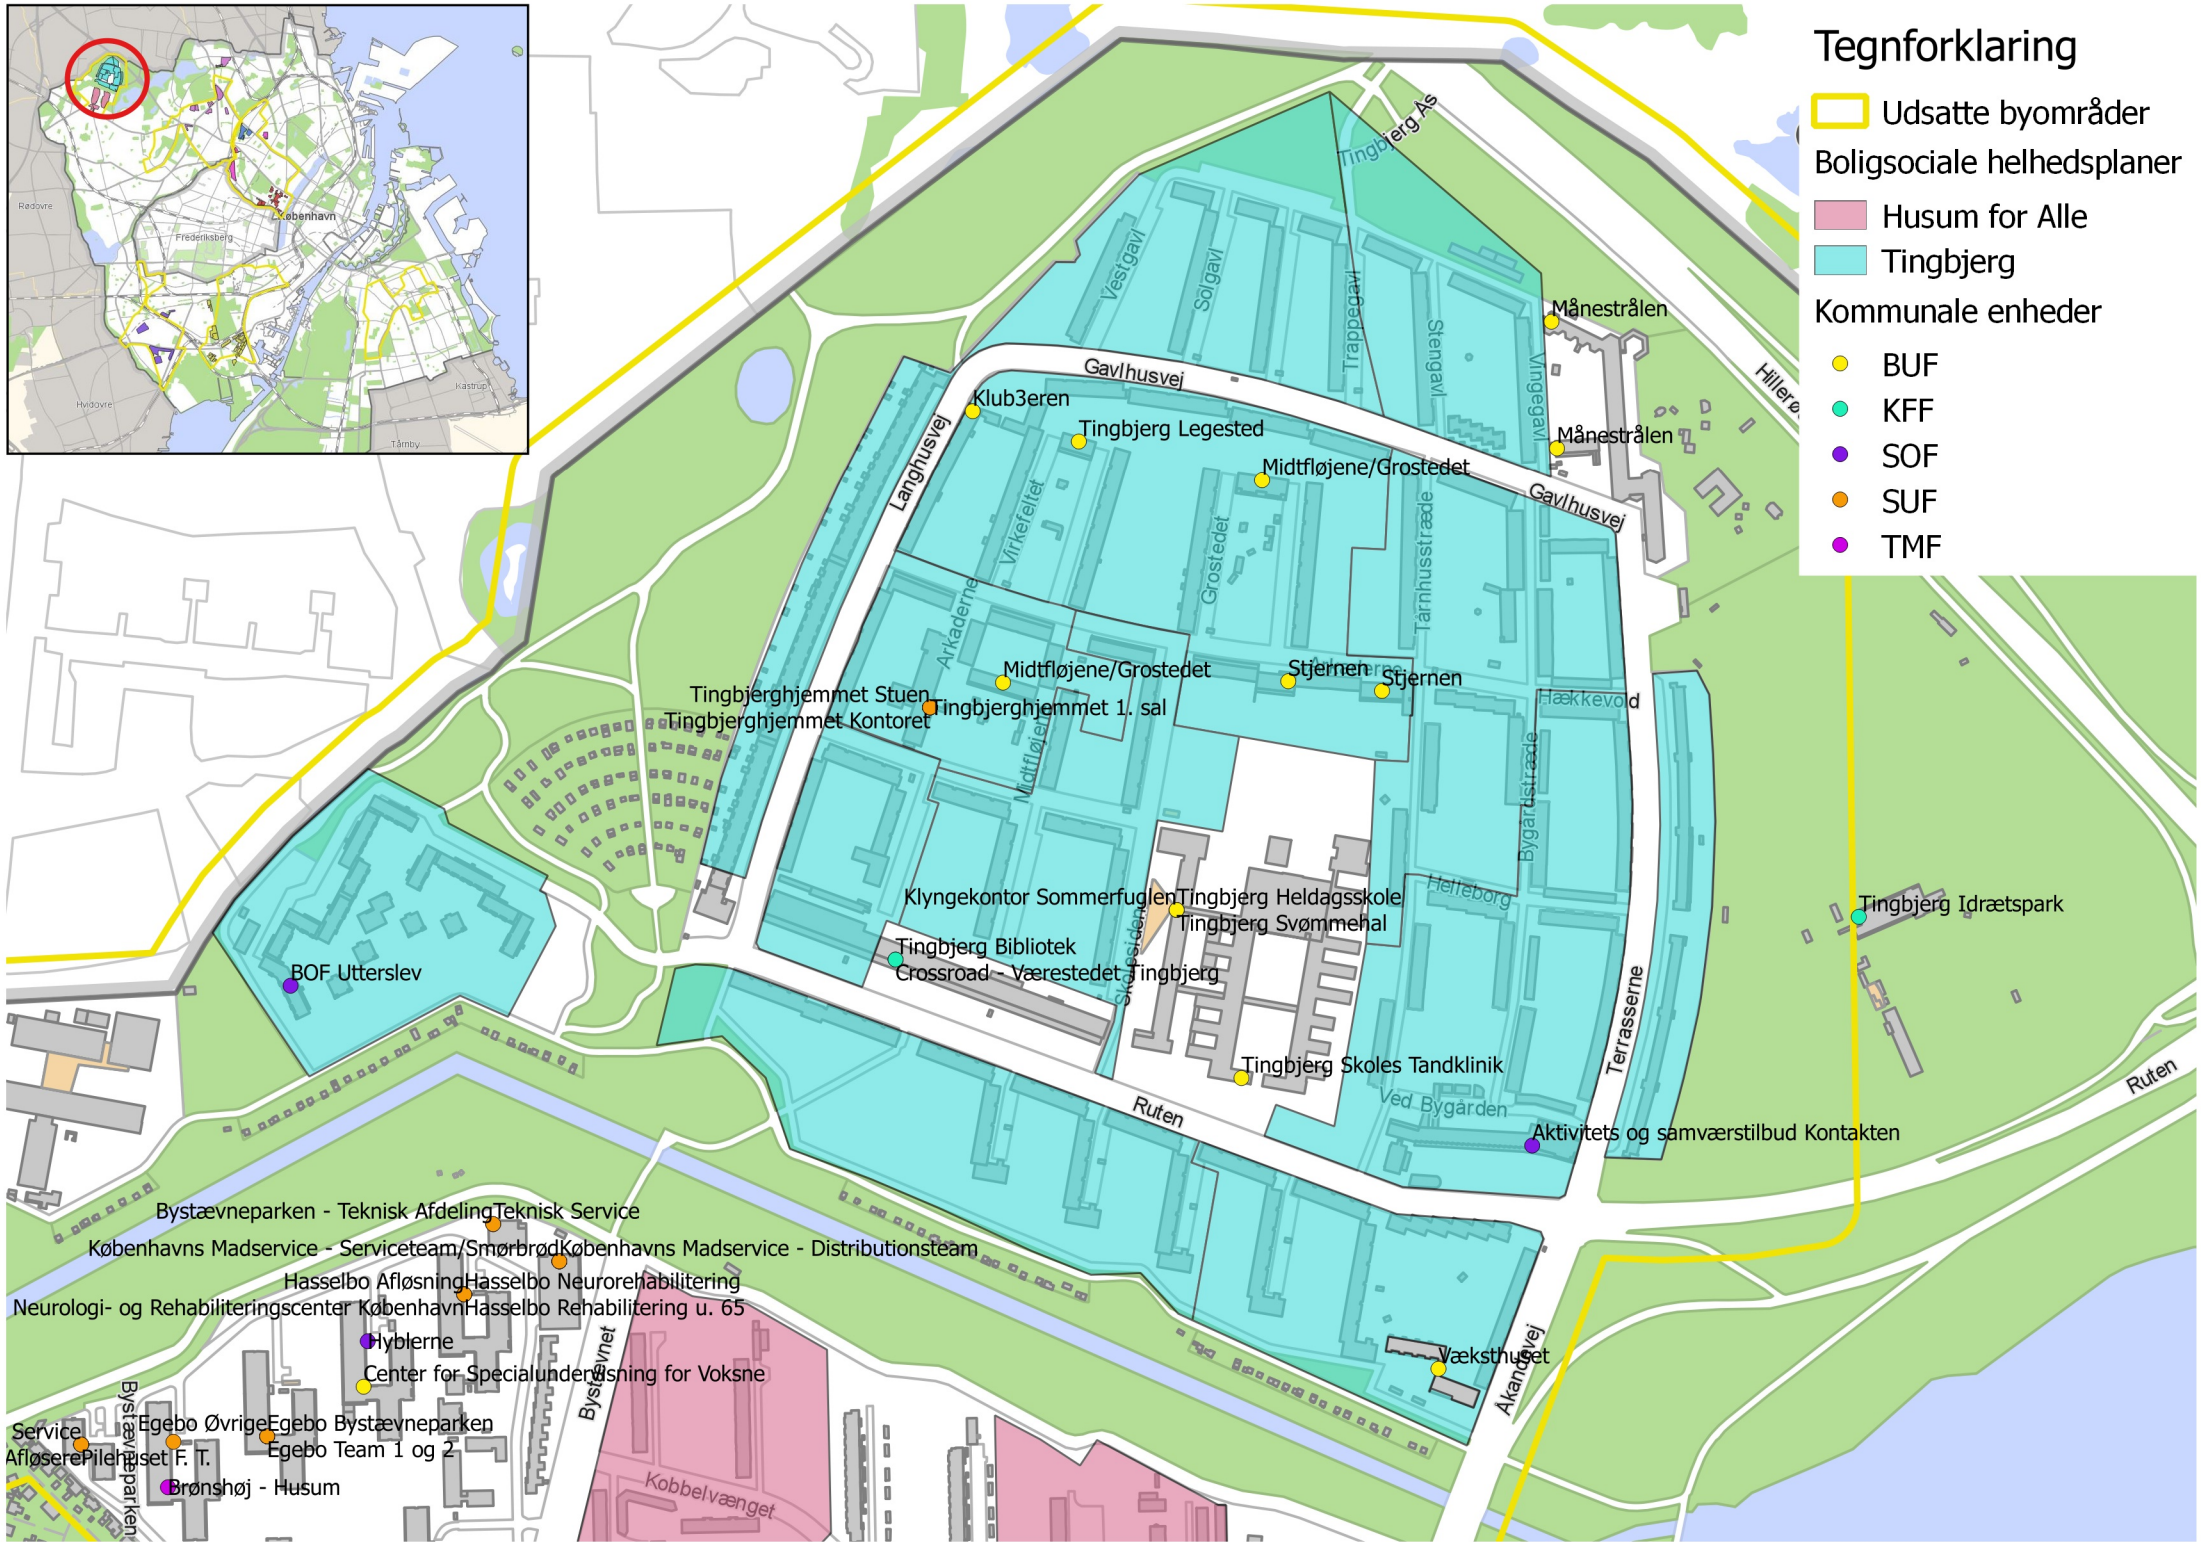 Rødovre
København
Frederiksberg
Hvidovre
Kastrup
Tårnby
Tegnforklaring
Udsatte byområder
Boligsociale helhedsplaner
Husum for Alle
Tingbjerg
Kommunale enheder
BUF
KFF
SOF
SUF
TMF
Tingbjerg Ås
Vestgavl
Solgavl
Trappegavl
Stengavl
Vingegavl
Månestrålen
Månestrålen
Gavlhusvej
Gavlhusvej
Langhusvej
Klub3eren
Tingbjerg Legested
Midtfløjene/Grostedet
Virkefeltet
Grostedet
Tårnhusstræde
Arkaderne
Arkaderne
Midtfløjene/Grostedet
Stjernen
Stjernen
Hækkevold
Tingbjerghjemmet Stuen
Tingbjerghjemmet 1. sal
Tingbjerghjemmet Kontoret
Midtfløjene
Bygårdstræde
Helleborg
Klyngekontor Sommerfuglen
Tingbjerg Heldagsskole
Tingbjerg Svømmehal
Skolesiden
Tingbjerg Bibliotek
Crossroad - Værestedet Tingbjerg
BOF Utterslev
Tingbjerg Idrætspark
Terrasserne
Tingbjerg Skoles Tandklinik
Ved Bygården
Ruten
Ruten
Aktivitets og samværstilbud Kontakten
Bystævneparken - Teknisk Afdeling
Teknisk Service
Københavns Madservice - Serviceteam/Smørbrød
Københavns Madservice - Distributionsteam
Hasselbo Afløsning
Hasselbo Neurorehabilitering
Neurologi- og Rehabiliteringscenter København
Hasselbo Rehabilitering u. 65
Hyblerne
Center for Specialundervisning for Voksne
Bystævnet
Væksthuset
Åkandevej
Bystævneparken
Egebo Øvrige
Egebo Bystævneparken
Egebo Team 1 og 2
Service
Afløsere
Pilehuset F. T.
Brønshøj - Husum
Kobbelvænget